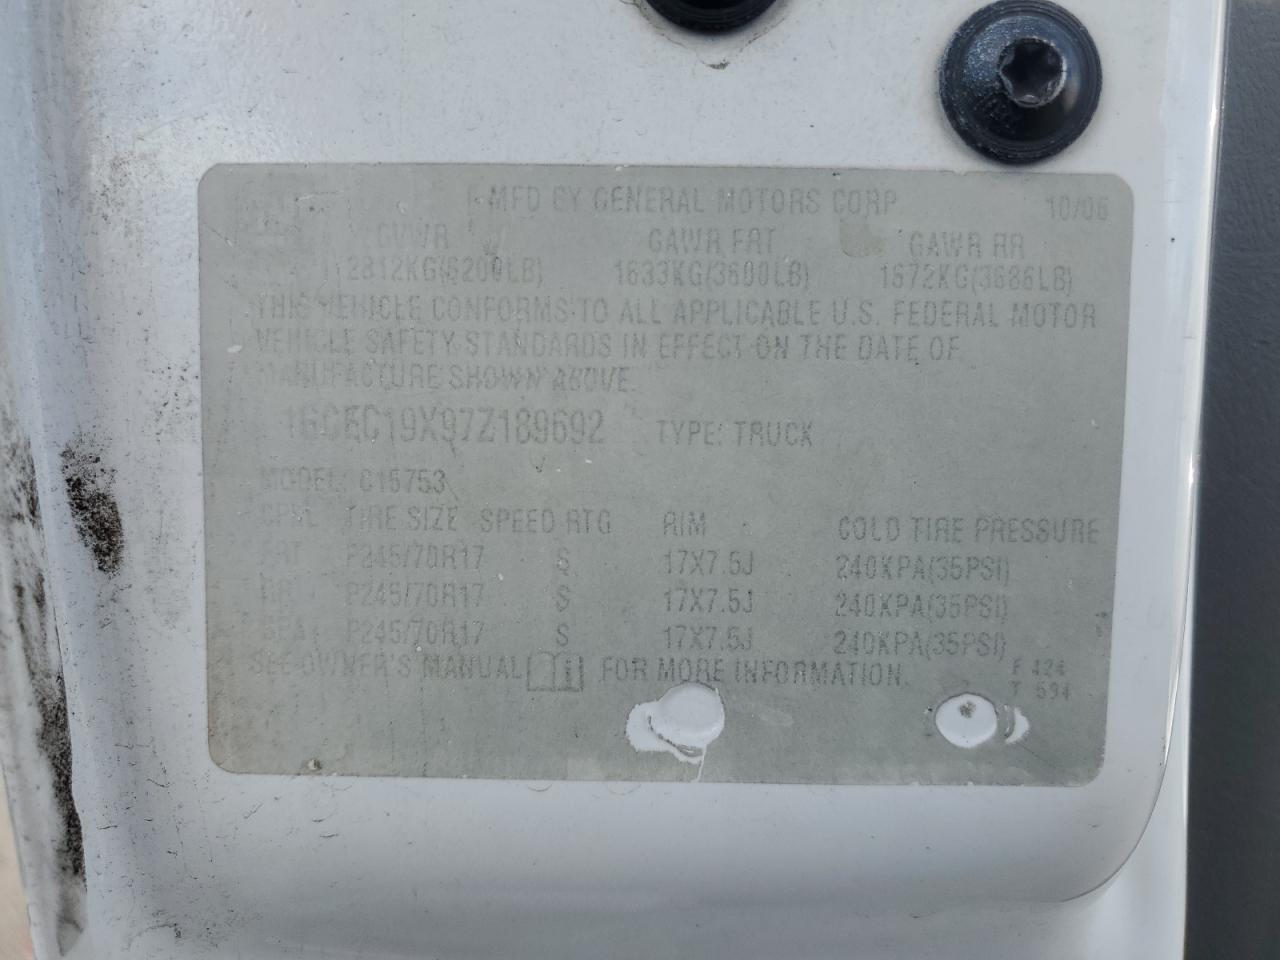 MFD BY GENERAL MOTORS CORP 10/06
GVWR GAWR FRT GAWR RR
2812KG(6200LB) 1633KG(3600LB) 1672KG(3686LB)
THIS VEHICLE CONFORMS TO ALL APPLICABLE U.S. FEDERAL MOTOR
VEHICLE SAFETY STANDARDS IN EFFECT ON THE DATE OF
MANUFACTURE SHOWN ABOVE.
1GCEC19X97Z189692 TYPE: TRUCK
MODEL: C15753
TIRE SIZE SPEED RTG RIM COLD TIRE PRESSURE
FRT P245/70R17 S 17X7.5J 240KPA(35PSI)
RR P245/70R17 S 17X7.5J 240KPA(35PSI)
SPA P245/70R17 S 17X7.5J 240KPA(35PSI)
SEE OWNER'S MANUAL FOR MORE INFORMATION.
F 424
T 594